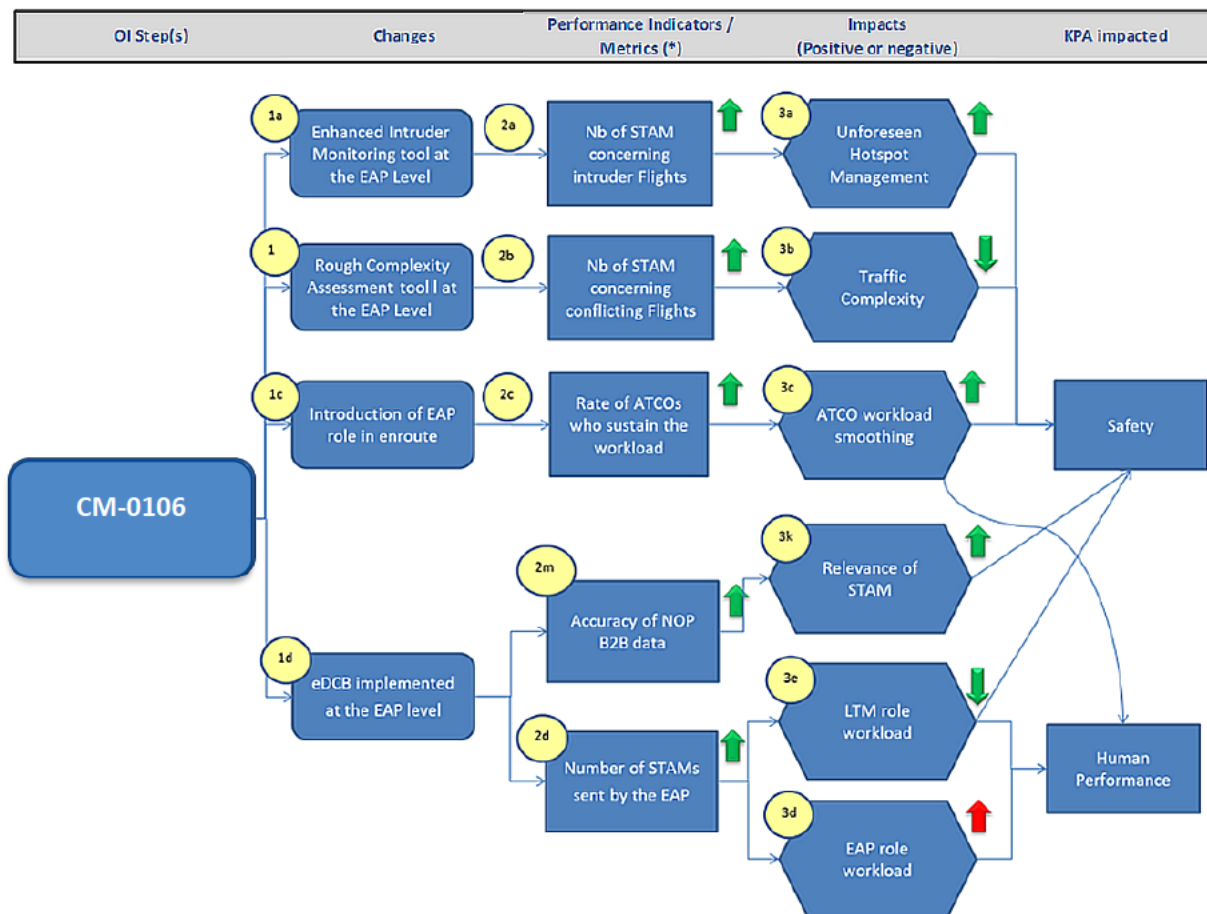 OI Step(s)
Changes
Performance Indicators /
Metrics (*)
Impacts
(Positive or negative)
KPA impacted
1a
Enhanced Intruder
Monitoring tool at
the EAP Level
2a
Nb of STAM
concerning
intruder Flights
3a
Unforeseen
Hotspot
Management
1
Rough Complexity
Assessment tool l at
the EAP Level
2b
Nb of STAM
concerning
conflicting Flights
3b
Traffic
Complexity
1c
Introduction of EAP
role in enroute
2c
Rate of ATCOs
who sustain the
workload
3c
ATCO workload
smoothing
Safety
CM-0106
1d
eDCB implemented
at the EAP level
2m
Accuracy of NOP
B2B data
3k
Relevance of
STAM
2d
Number of STAMs
sent by the EAP
3e
LTM role
workload
3d
EAP role
workload
Human
Performance